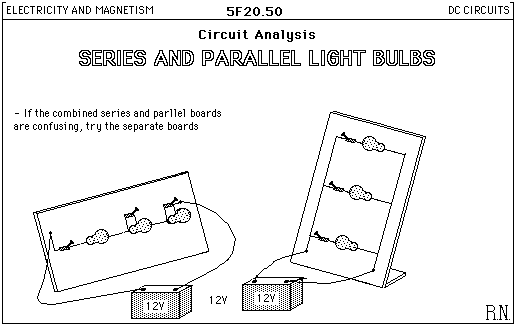 ELECTRICITY AND MAGNETISM
5F20.50
DC CIRCUITS
Circuit Analysis
SERIES AND PARALLEL LIGHT BULBS
- If the combined series and parllel boards
are confusing, try the separate boards
12V
12V
12V
R.N.